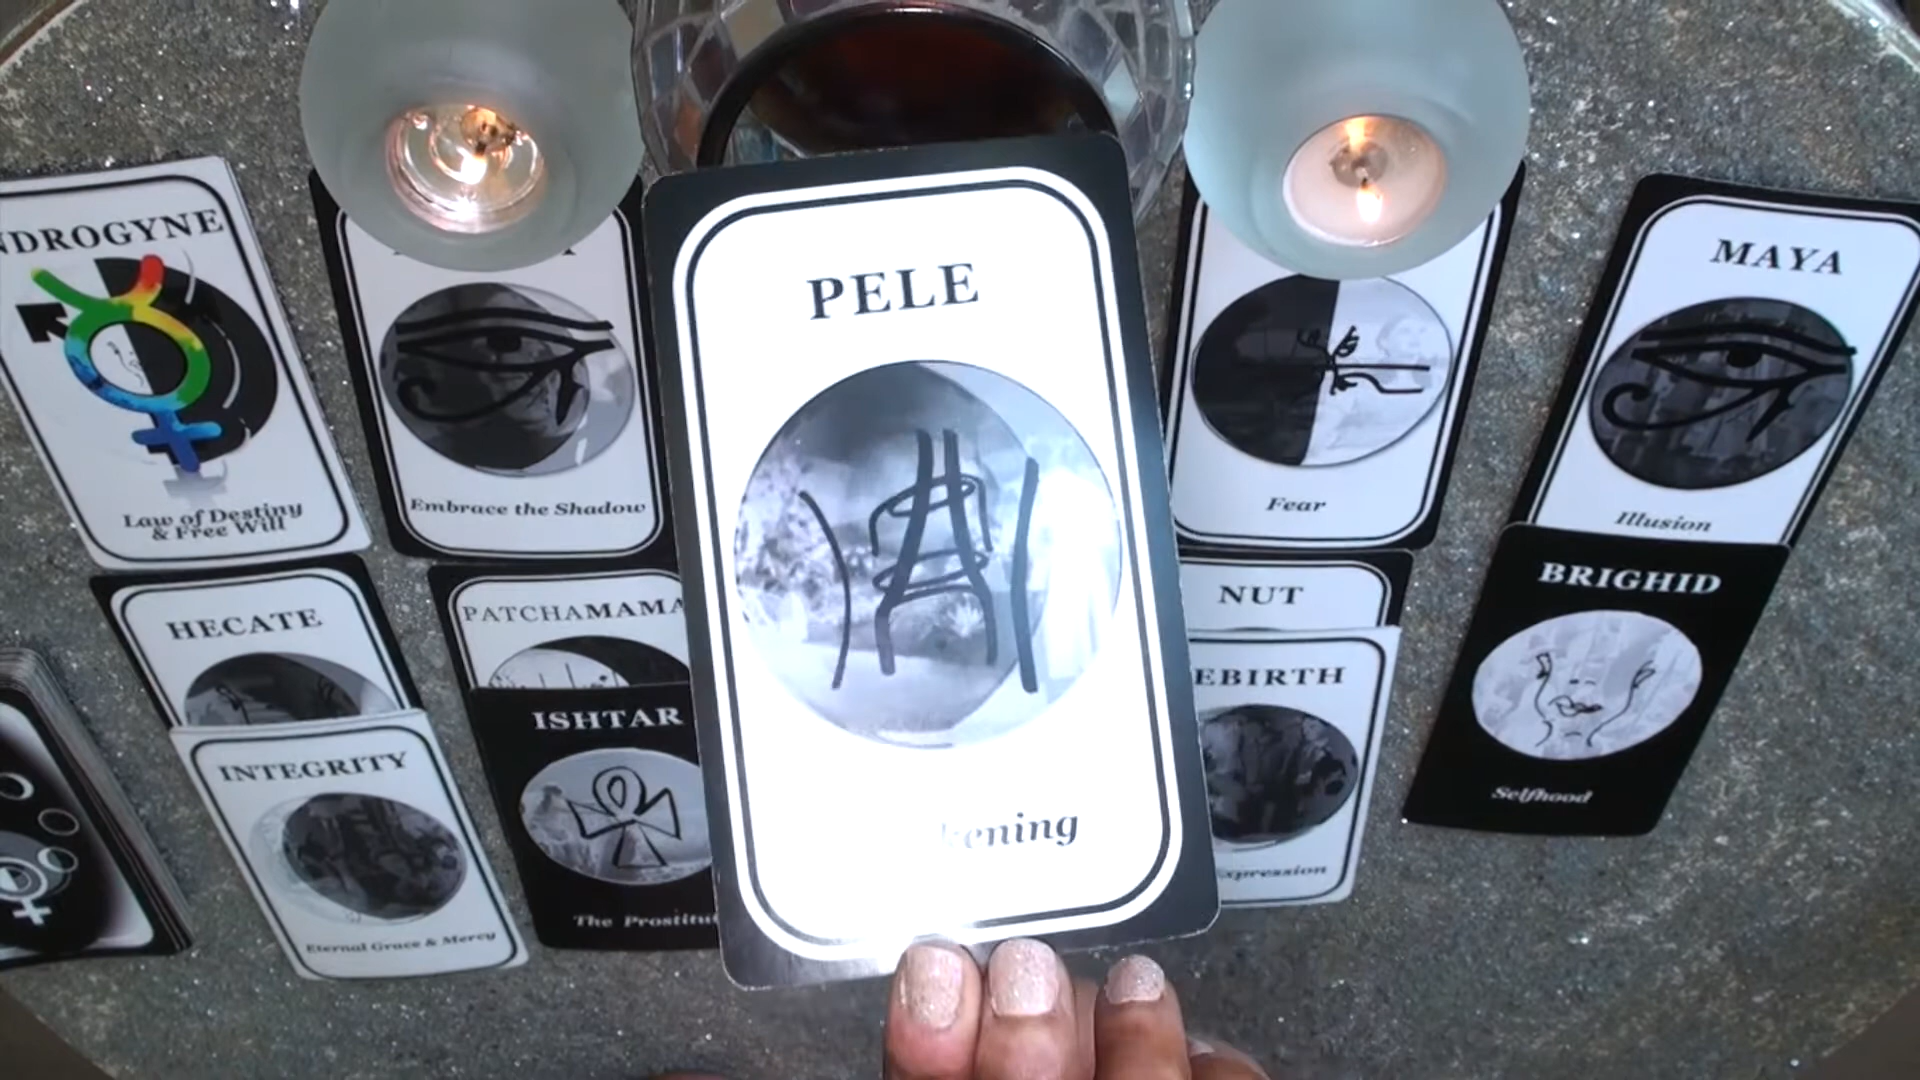 NDROGYNE
Law of Destiny
& Free Will
Embrace the Shadow
PELE
kening
Fear
MAYA
Illusion
HECATE
PATCHAMAMA
NUT
BRIGHID
Selfhood
INTEGRITY
Eternal Grace & Mercy
ISHTAR
The Prostitut
EBIRTH
xpression